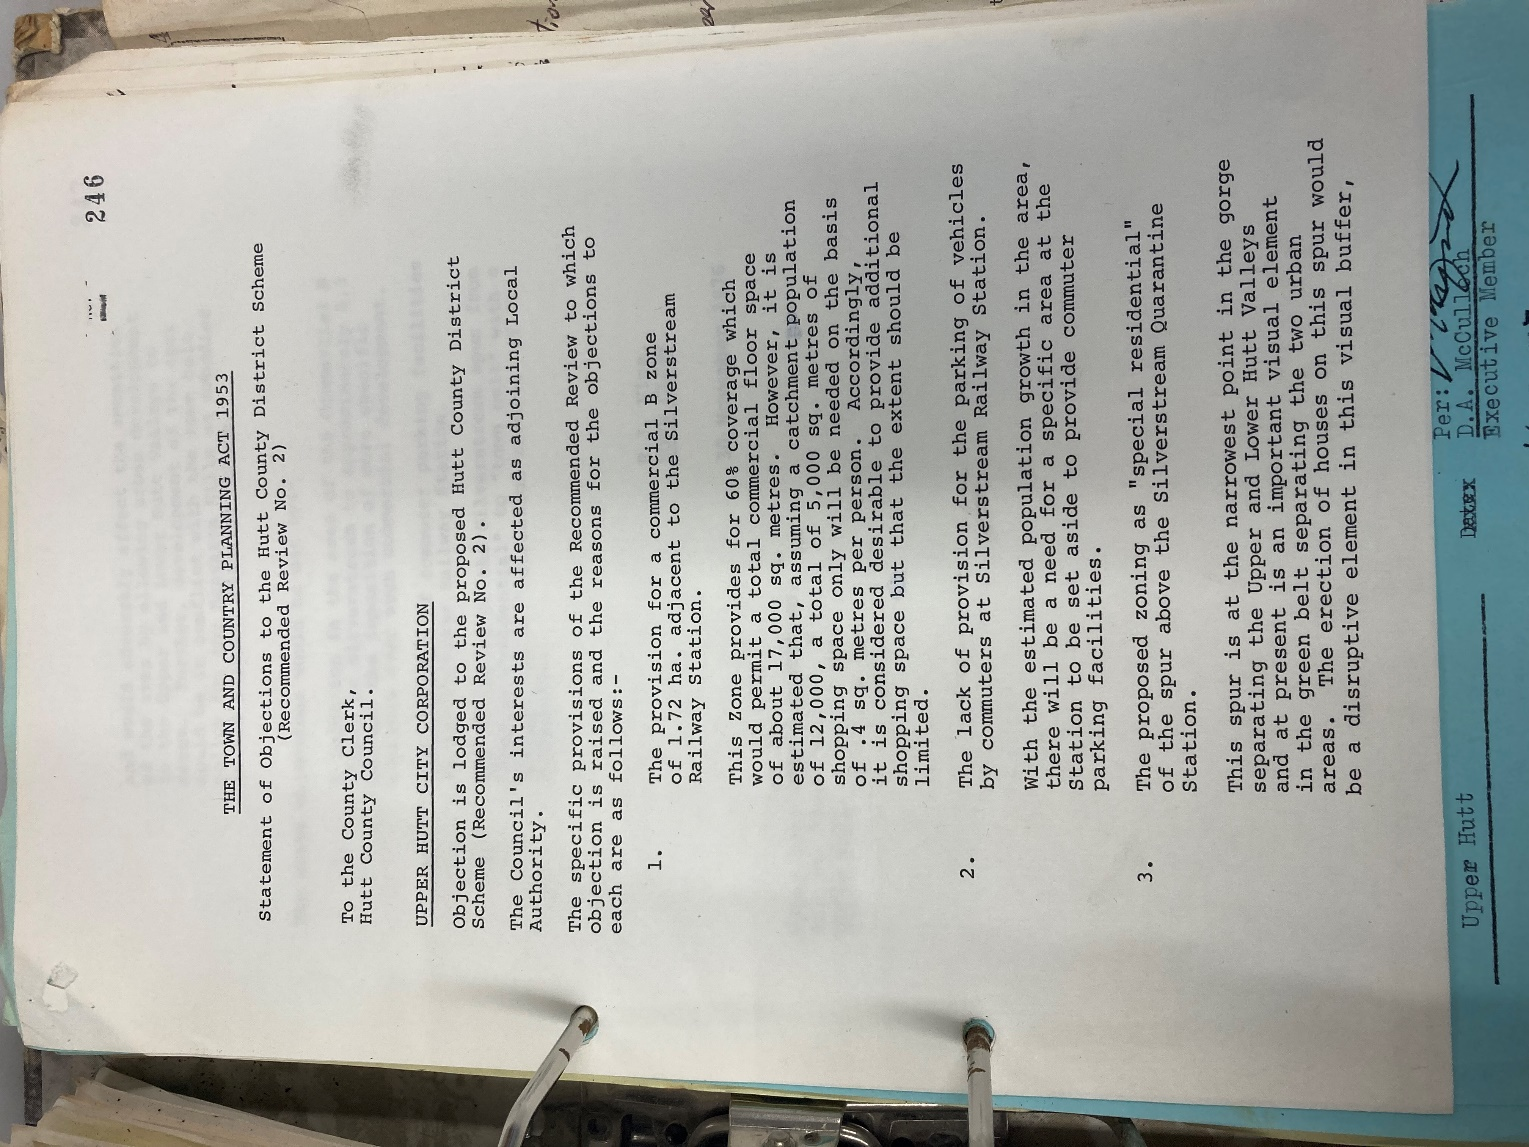 246
THE TOWN AND COUNTRY PLANNING ACT 1953
Statement of Objections to the Hutt County District Scheme
(Recommended Review No. 2)
To the County Clerk,
Hutt County Council.
UPPER HUTT CITY CORPORATION
Objection is lodged to the proposed Hutt County District
Scheme (Recommended Review No. 2).
The Council's interests are affected as adjoining Local
Authority.
The specific provisions of the Recommended Review to which
objection is raised and the reasons for the objections to
each are as follows:-
1. The provision for a commercial B zone
of 1.72 ha. adjacent to the Silverstream
Railway Station.
This Zone provides for 60% coverage which
would permit a total commercial floor space
of about 17,000 sq. metres. However, it is
estimated that, assuming a catchment population
of 12,000, a total of 5,000 sq. metres of
shopping space only will be needed on the basis
of .4 sq. metres per person. Accordingly,
it is considered desirable to provide additional
shopping space but that the extent should be
limited.
2. The lack of provision for the parking of vehicles
by commuters at Silverstream Railway Station.
With the estimated population growth in the area,
there will be a need for a specific area at the
Station to be set aside to provide commuter
parking facilities.
3. The proposed zoning as "special residential"
of the spur above the Silverstream Quarantine
Station.
This spur is at the narrowest point in the gorge
separating the Upper and Lower Hutt Valleys
and at present is an important visual element
in the green belt separating the two urban
areas. The erection of houses on this spur would
be a disruptive element in this visual buffer,
Per:
D.A. McCulloch
Upper Hutt
Executive Member